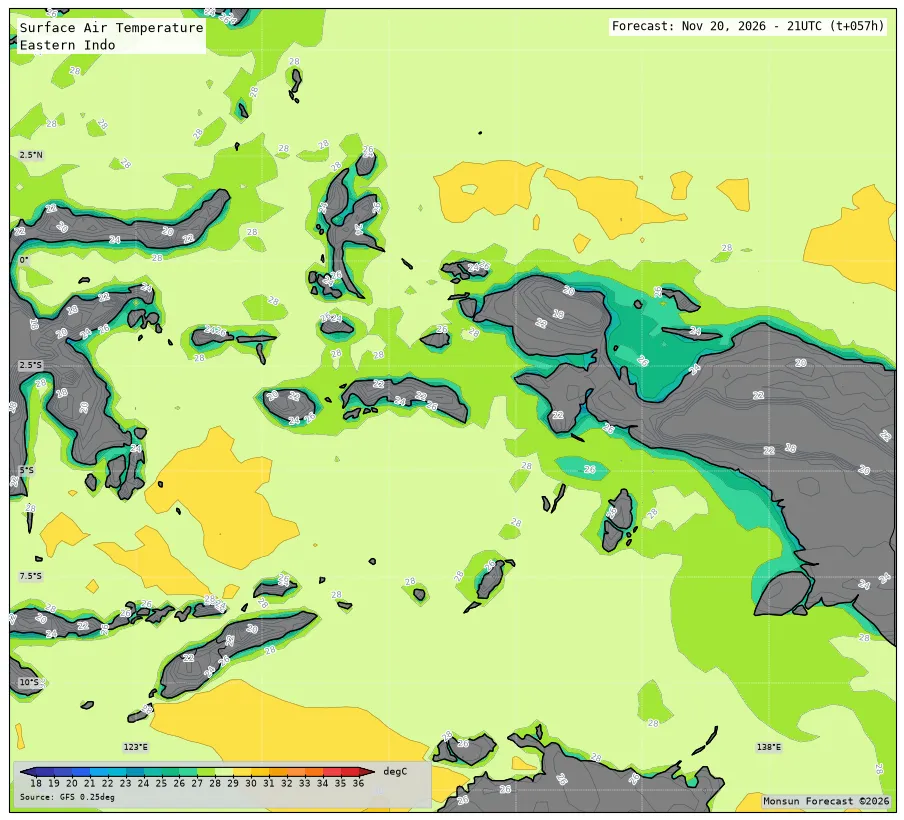 Surface Air Temperature
Eastern Indo
Forecast: Nov 20, 2026 - 21UTC (t+057h)
2.5°N
0°
2.5°S
5°S
7.5°S
10°S
123°E
138°E
18 19 20 21 22 23 24 25 26 27 28 29 30 31 32 33 34 35 36 degC
Source: GFS 0.25deg
Monsun Forecast ©2026